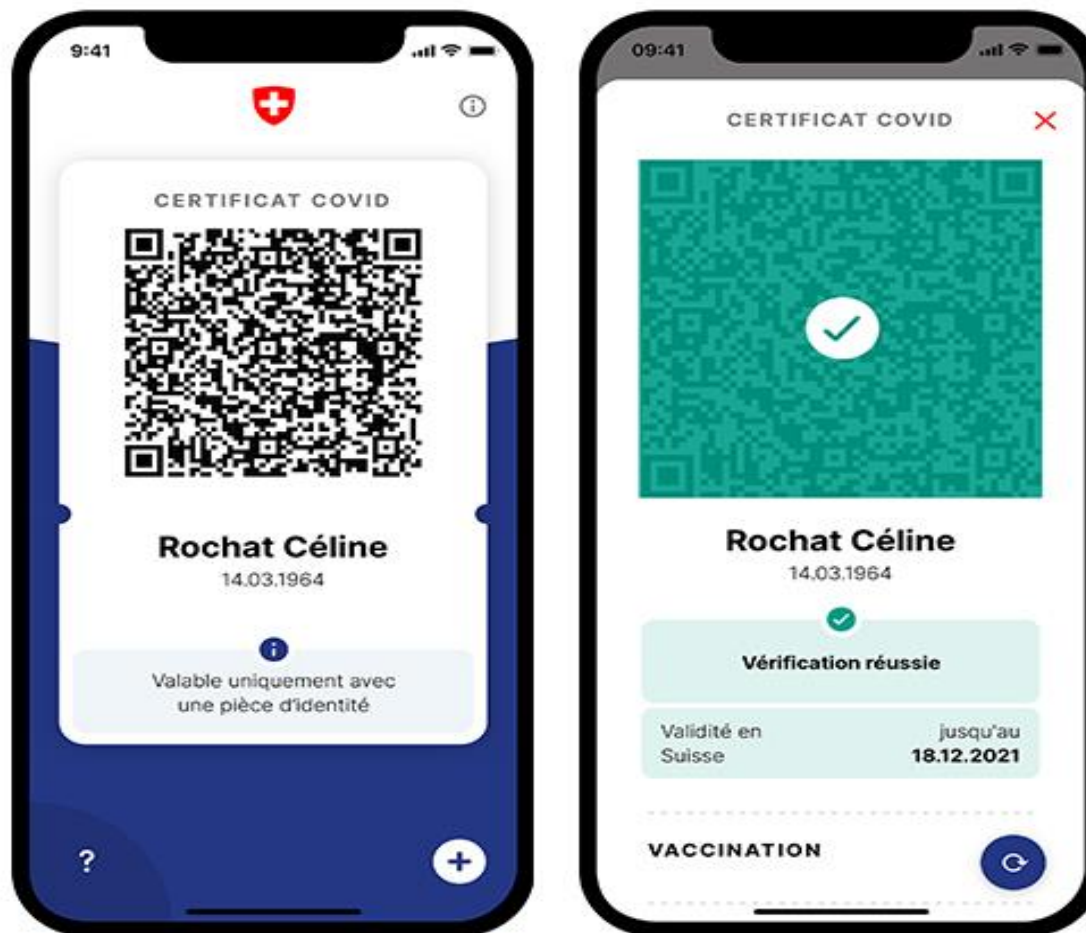 9:41
CERTIFICAT COVID
Rochat Céline
14.03.1964
Valable uniquement avec
une pièce d'identité
?
09:41
CERTIFICAT COVID
Rochat Céline
14.03.1964
Vérification réussie
Validité en
Suisse
jusqu'au
18.12.2021
VACCINATION